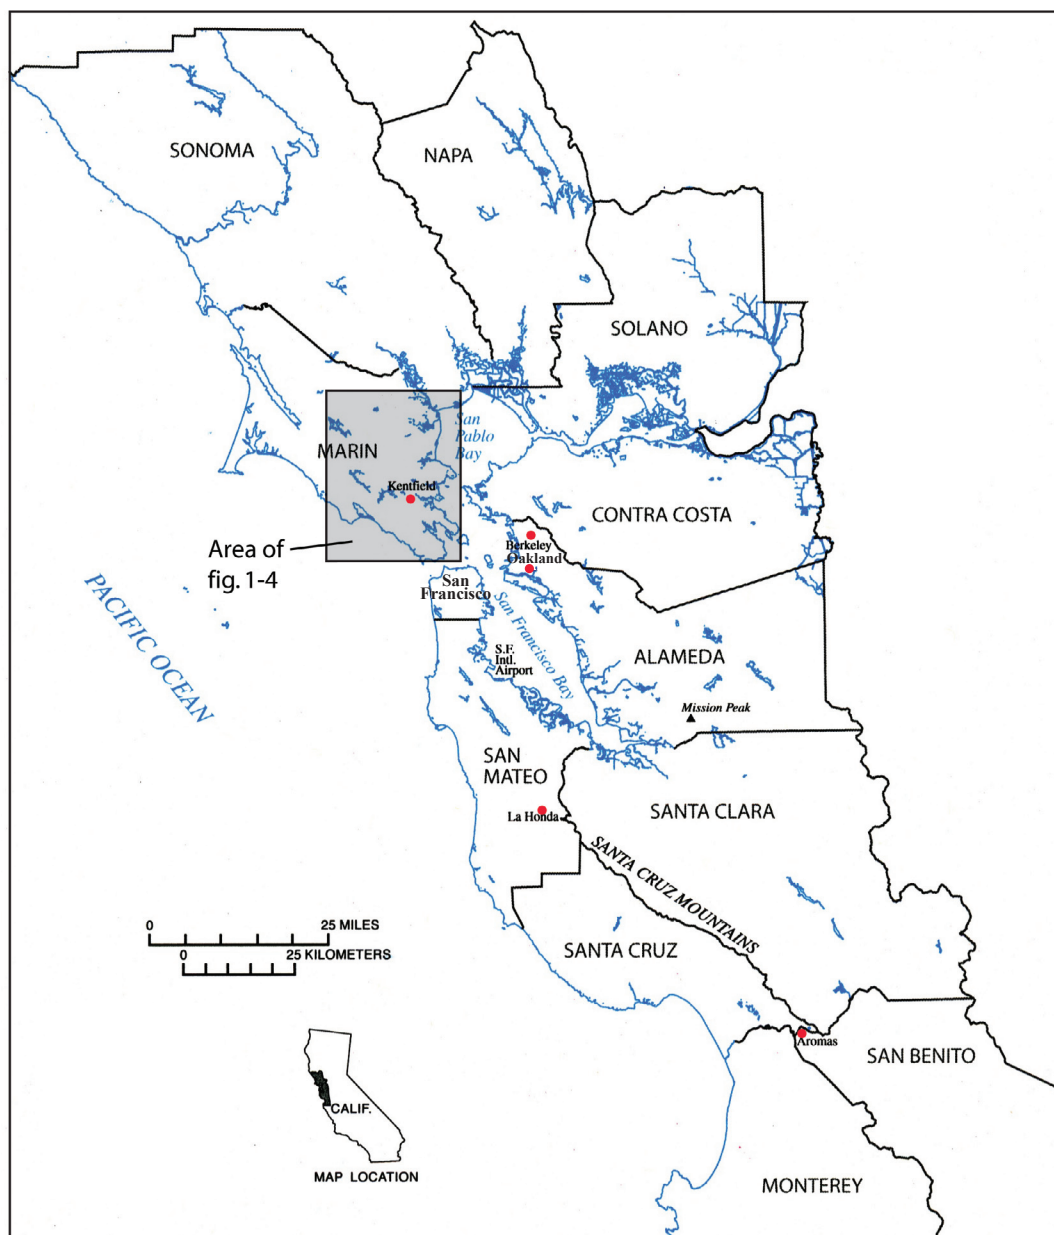 SONOMA
NAPA
SOLANO
San
Pablo
Bay
MARIN
Kentfield
CONTRA COSTA
Berkeley
Oakland
Area of
fig. 1-4
San
Francisco
PACIFIC OCEAN
San Francisco Bay
S.F.
Intl.
Airport
ALAMEDA
Mission Peak
SAN
MATEO
La Honda
SANTA CLARA
SANTA CRUZ MOUNTAINS
0 25 MILES
0 25 KILOMETERS
SANTA CRUZ
Aromas
SAN BENITO
CALIF.
MAP LOCATION
MONTEREY